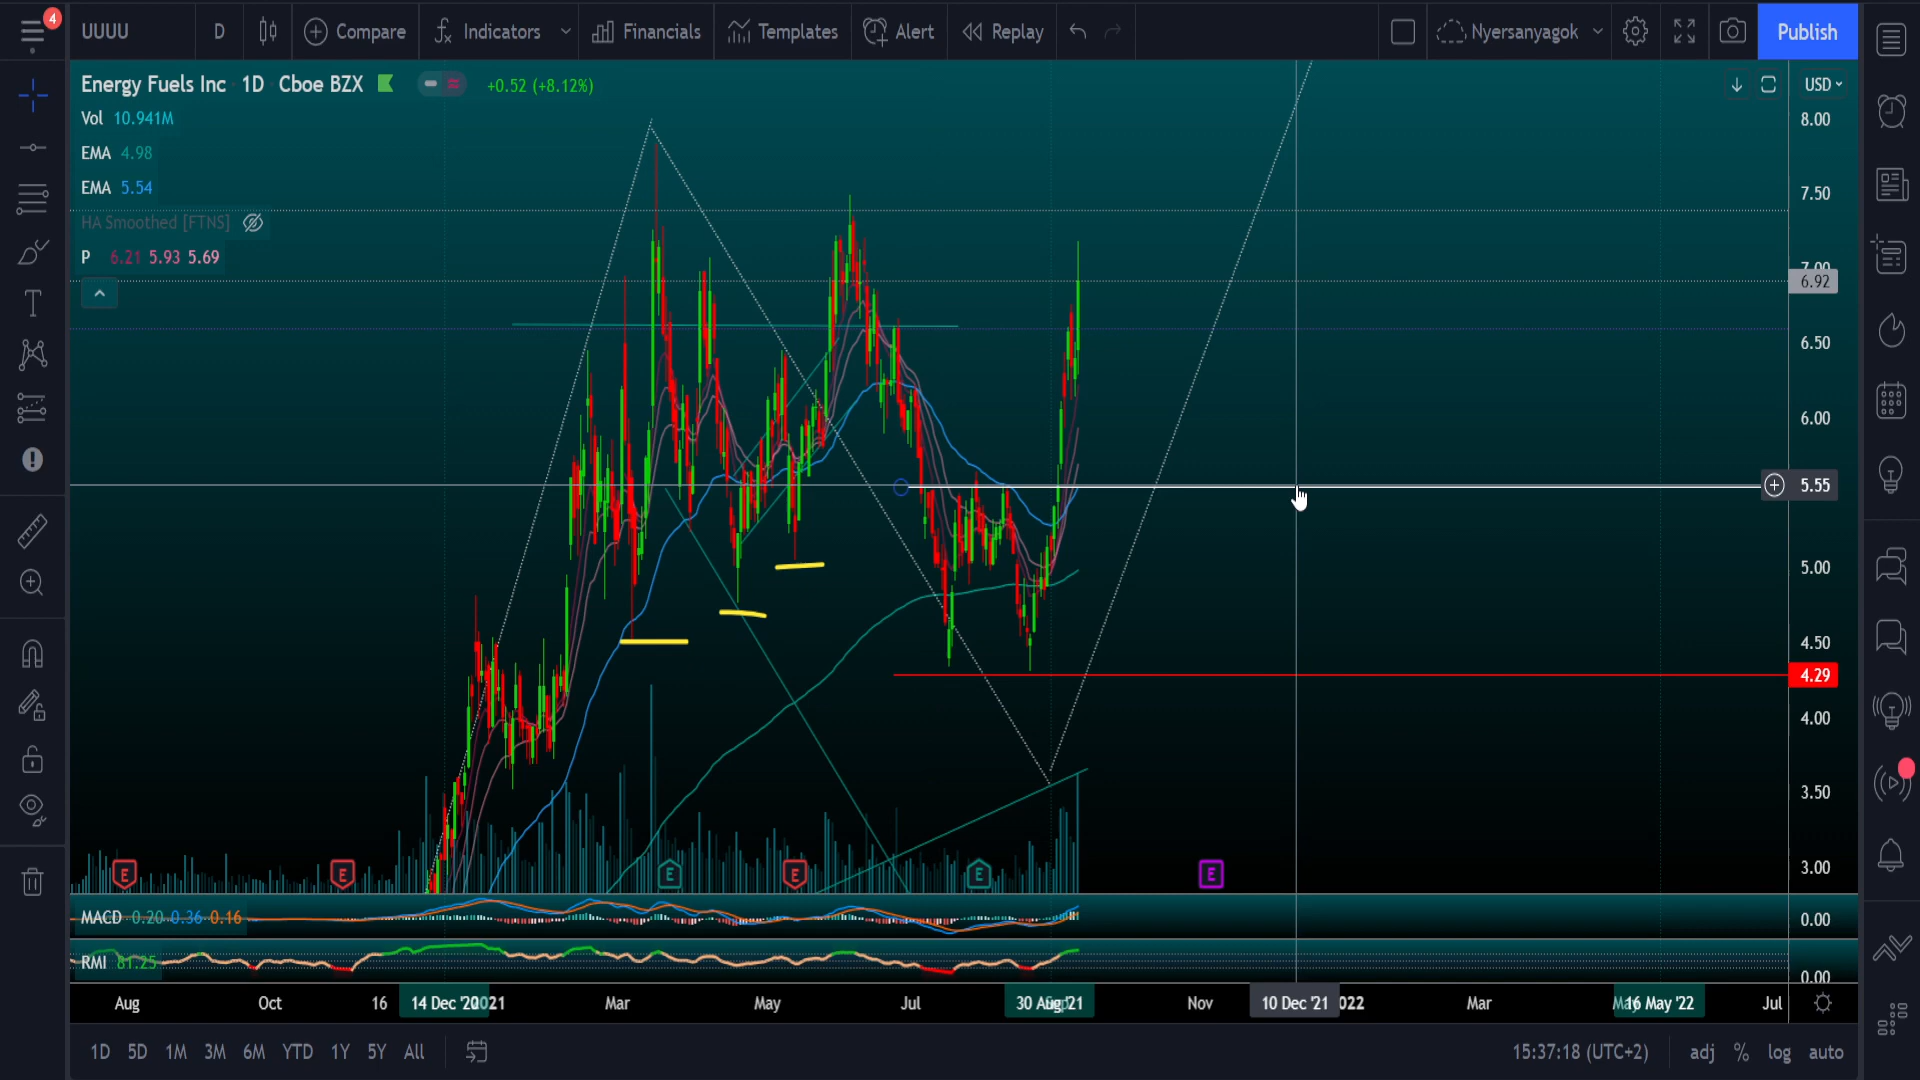 4
UUUU
D
Compare
Indicators
Financials
Templates
Alert
Replay
Nyersanyagok
Publish
Energy Fuels Inc 1D Cboe BZX +0.52 (+8.12%)
USD
Vol 10.941M
EMA 4.98
EMA 5.54
HA Smoothed [FTNS]
P 6.21 5.93 5.69
8.00
7.50
7.00
6.92
6.50
6.00
5.55
5.00
4.50
4.29
4.00
3.50
3.00
E E E E E E
MACD 0.20 0.36 0.16
0.00
RMI 81.25
0.00
Aug Oct 16 14 Dec '20 2021 Mar May Jul 30 Aug '21 Nov 10 Dec '21 2022 Mar 16 May '22 Jul
1D 5D 1M 3M 6M YTD 1Y 5Y All
15:37:18 (UTC+2) adj % log auto